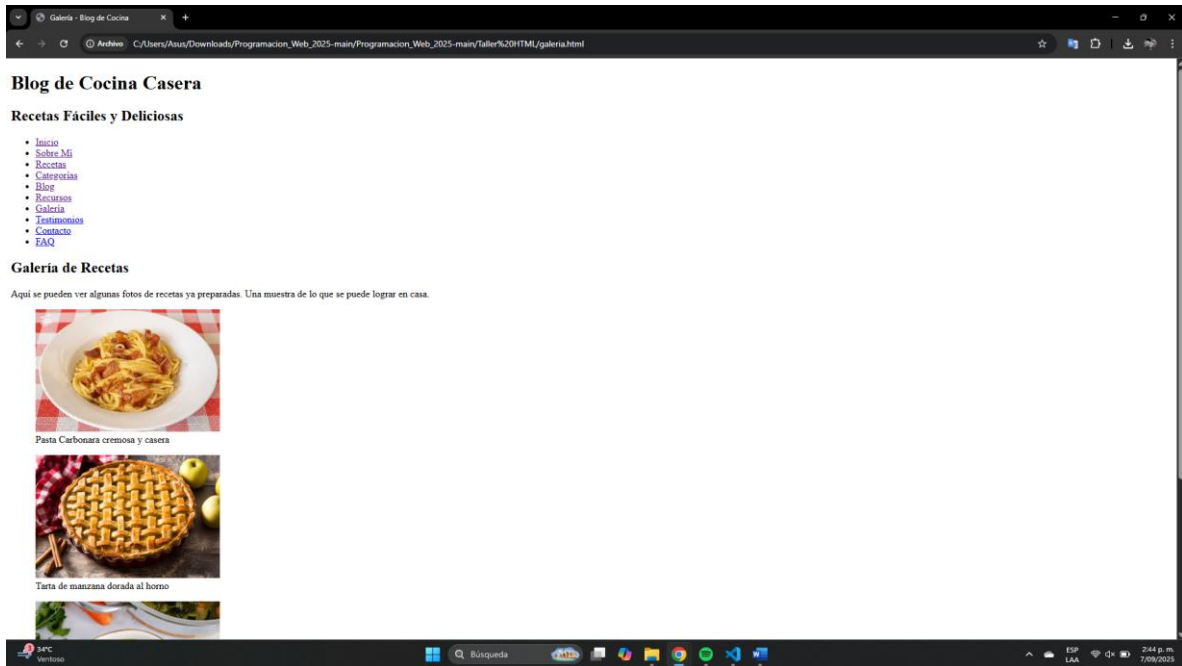 Galería - Blog de Cocina
Archivo C:/Users/Asus/Downloads/Programacion_Web_2025-main/Programacion_Web_2025-main/Taller%20HTML/galeria.html
Blog de Cocina Casera
Recetas Fáciles y Deliciosas
Inicio
Sobre Mí
Recetas
Categorías
Blog
Recursos
Galería
Testimonios
Contacto
FAQ
Galería de Recetas
Aquí se pueden ver algunas fotos de recetas ya preparadas. Una muestra de lo que se puede lograr en casa.
Pasta Carbonara cremosa y casera
Tarta de manzana dorada al horno
34°C
Ventoso
Búsqueda
ESP
LAA
2:44 p. m.
7/09/2025